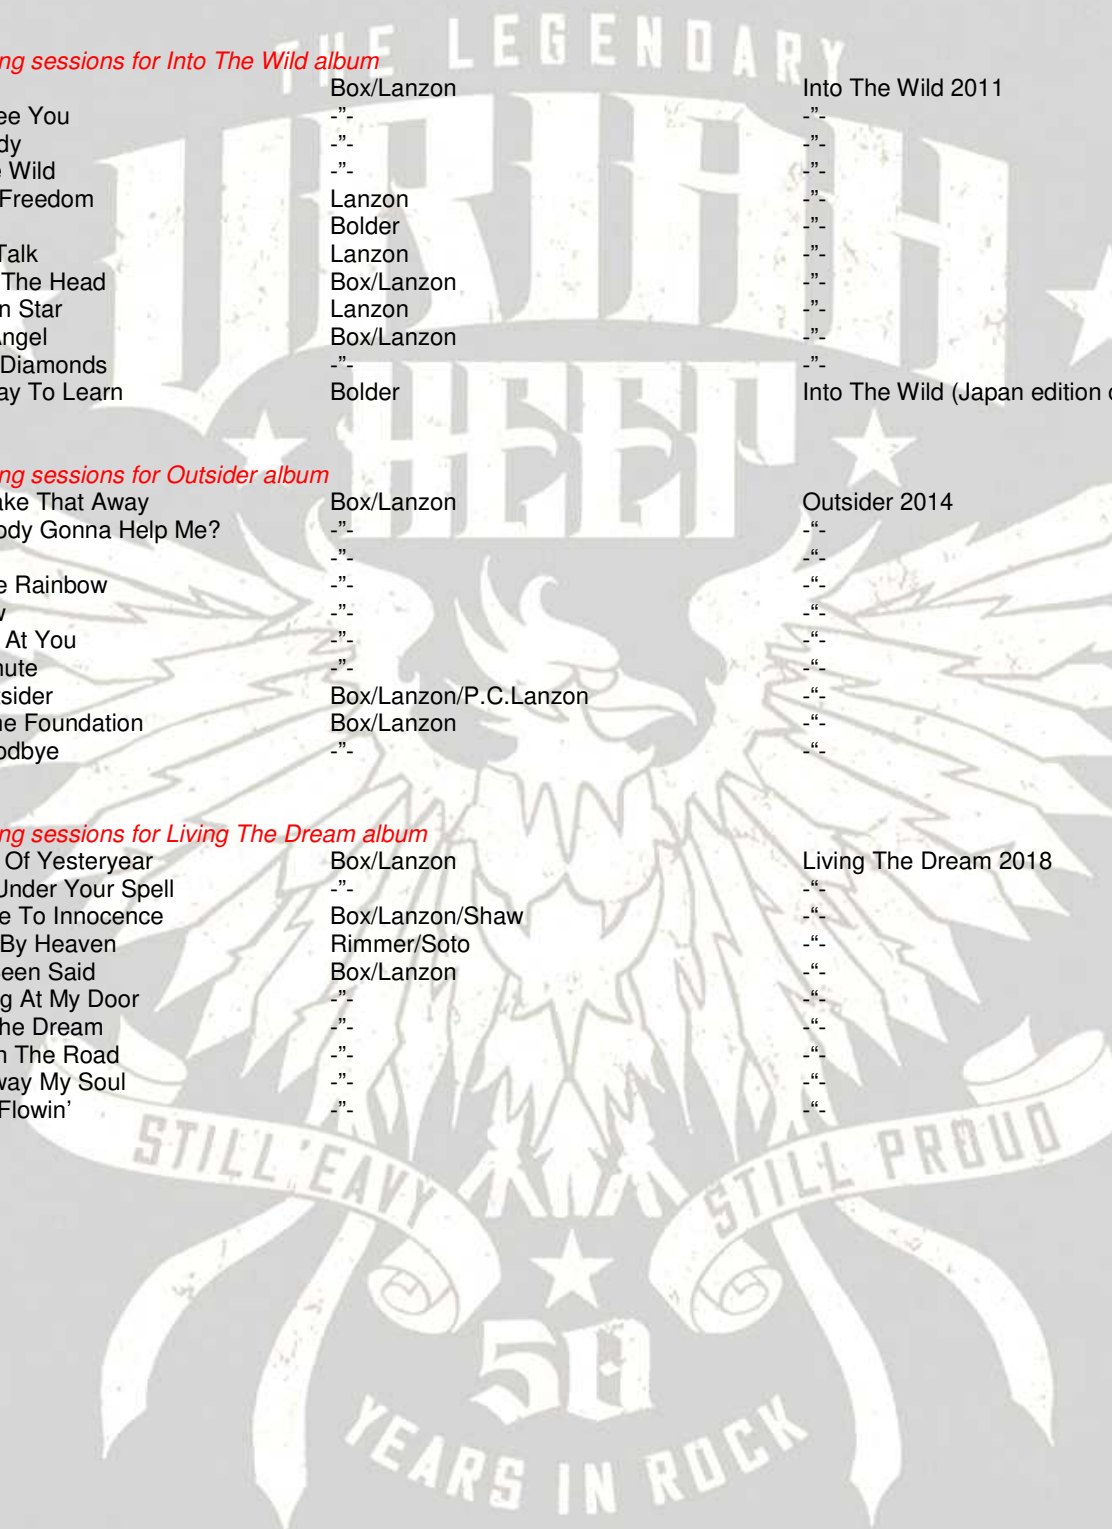 THE LEGENDARY
URIAH
HEEP
ng sessions for Into The Wild album
Box/Lanzon Into The Wild 2011
ee You -”- -”-
dy -”- -”-
e Wild -”- -”-
Freedom Lanzon -”-
Bolder -”-
Talk Lanzon -”-
The Head Box/Lanzon -”-
n Star Lanzon -”-
Angel Box/Lanzon -”-
Diamonds -”- -”-
ay To Learn Bolder Into The Wild (Japan edition
ng sessions for Outsider album
ake That Away Box/Lanzon Outsider 2014
ody Gonna Help Me? -”- -“-
-”- -“-
e Rainbow -”- -“-
w -”- -“-
At You -”- -“-
nute -”- -“-
tsider Box/Lanzon/P.C.Lanzon -“-
ne Foundation Box/Lanzon -“-
odbye -”- -“-
ng sessions for Living The Dream album
Of Yesteryear Box/Lanzon Living The Dream 2018
Under Your Spell -”- -“-
e To Innocence Box/Lanzon/Shaw -“-
By Heaven Rimmer/Soto -“-
een Said Box/Lanzon -“-
g At My Door -”- -“-
he Dream -”- -“-
n The Road -”- -“-
way My Soul -”- -“-
Flowin’ -”- -“-
STILL 'EAVY STILL PROUD
50
YEARS IN ROCK